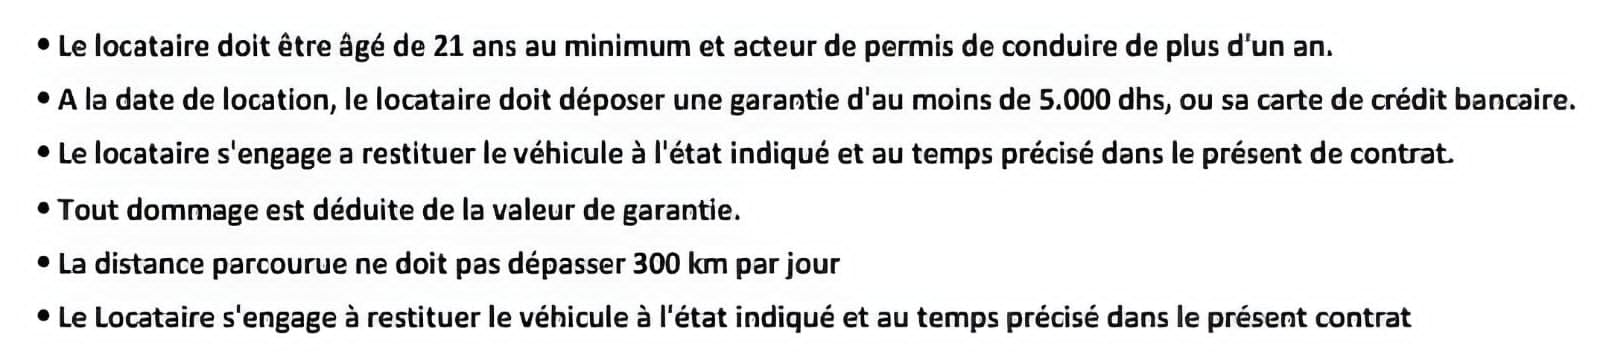 • Le locataire doit être âgé de 21 ans au minimum et acteur de permis de conduire de plus d'un an.
• A la date de location, le locataire doit déposer une garantie d'au moins de 5.000 dhs, ou sa carte de crédit bancaire.
• Le locataire s'engage a restituer le véhicule à l'état indiqué et au temps précisé dans le présent de contrat.
• Tout dommage est déduite de la valeur de garantie.
• La distance parcourue ne doit pas dépasser 300 km par jour
• Le Locataire s'engage à restituer le véhicule à l'état indiqué et au temps précisé dans le présent contrat